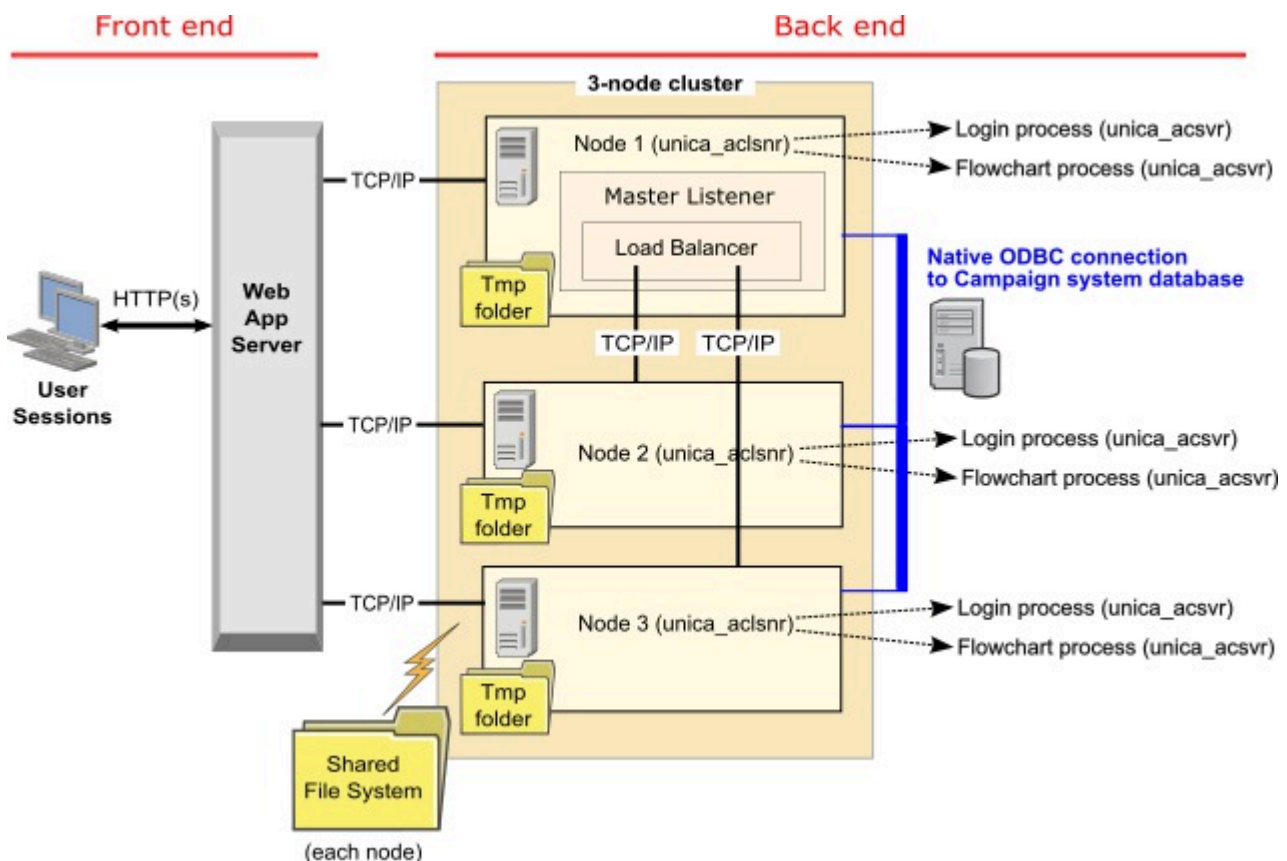 Front end
Back end
3-node cluster
Node 1 (unica_aclsnr)
Login process (unica_acsvr)
Flowchart process (unica_acsvr)
TCP/IP
Master Listener
Load Balancer
Tmp
folder
Native ODBC connection
to Campaign system database
HTTP(s)
Web
App
Server
User
Sessions
TCP/IP
TCP/IP
TCP/IP
Node 2 (unica_aclsnr)
Login process (unica_acsvr)
Flowchart process (unica_acsvr)
Tmp
folder
TCP/IP
Node 3 (unica_aclsnr)
Login process (unica_acsvr)
Flowchart process (unica_acsvr)
Tmp
folder
Shared
File System
(each node)